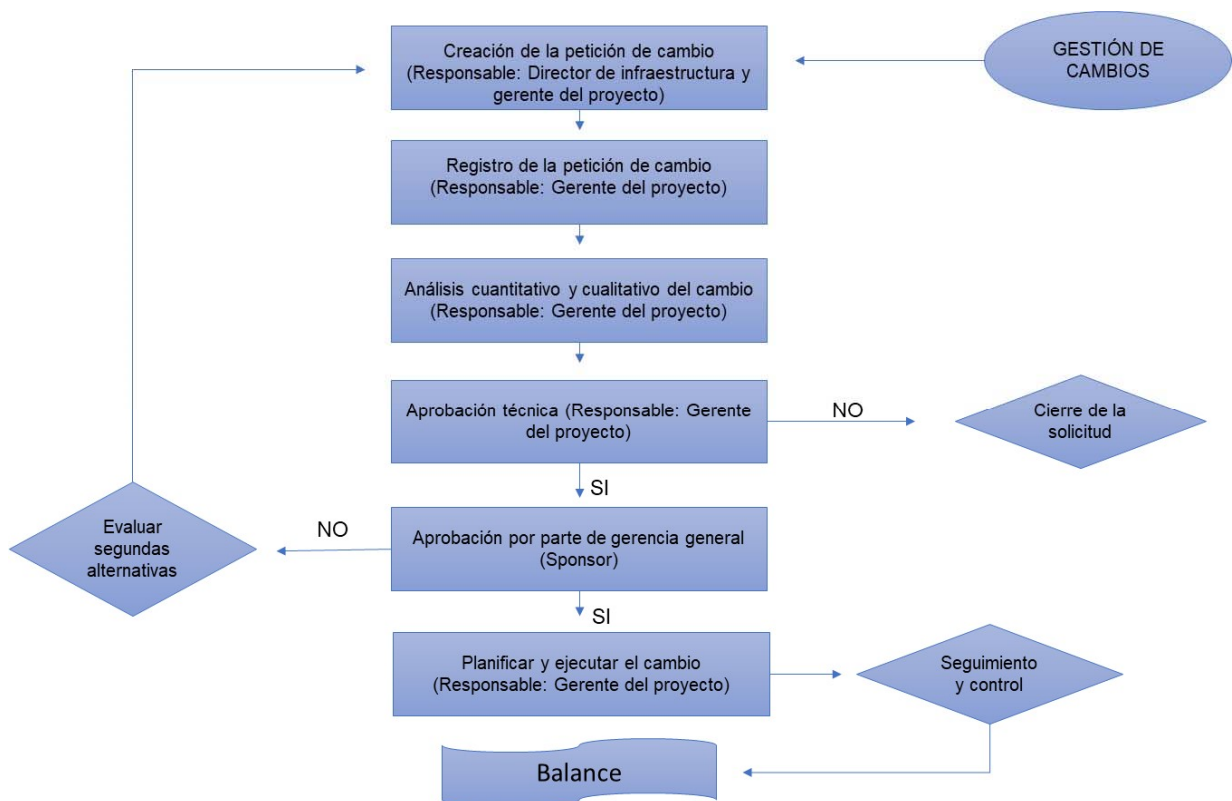 Creación de la petición de cambio
(Responsable: Director de infraestructura y
gerente del proyecto)
GESTIÓN DE
CAMBIOS
Registro de la petición de cambio
(Responsable: Gerente del proyecto)
Análisis cuantitativo y cualitativo del cambio
(Responsable: Gerente del proyecto)
Aprobación técnica (Responsable: Gerente
del proyecto)
NO
Cierre de la
solicitud
SI
Evaluar
segundas
alternativas
NO
Aprobación por parte de gerencia general
(Sponsor)
SI
Planificar y ejecutar el cambio
(Responsable: Gerente del proyecto)
Seguimiento
y control
Balance